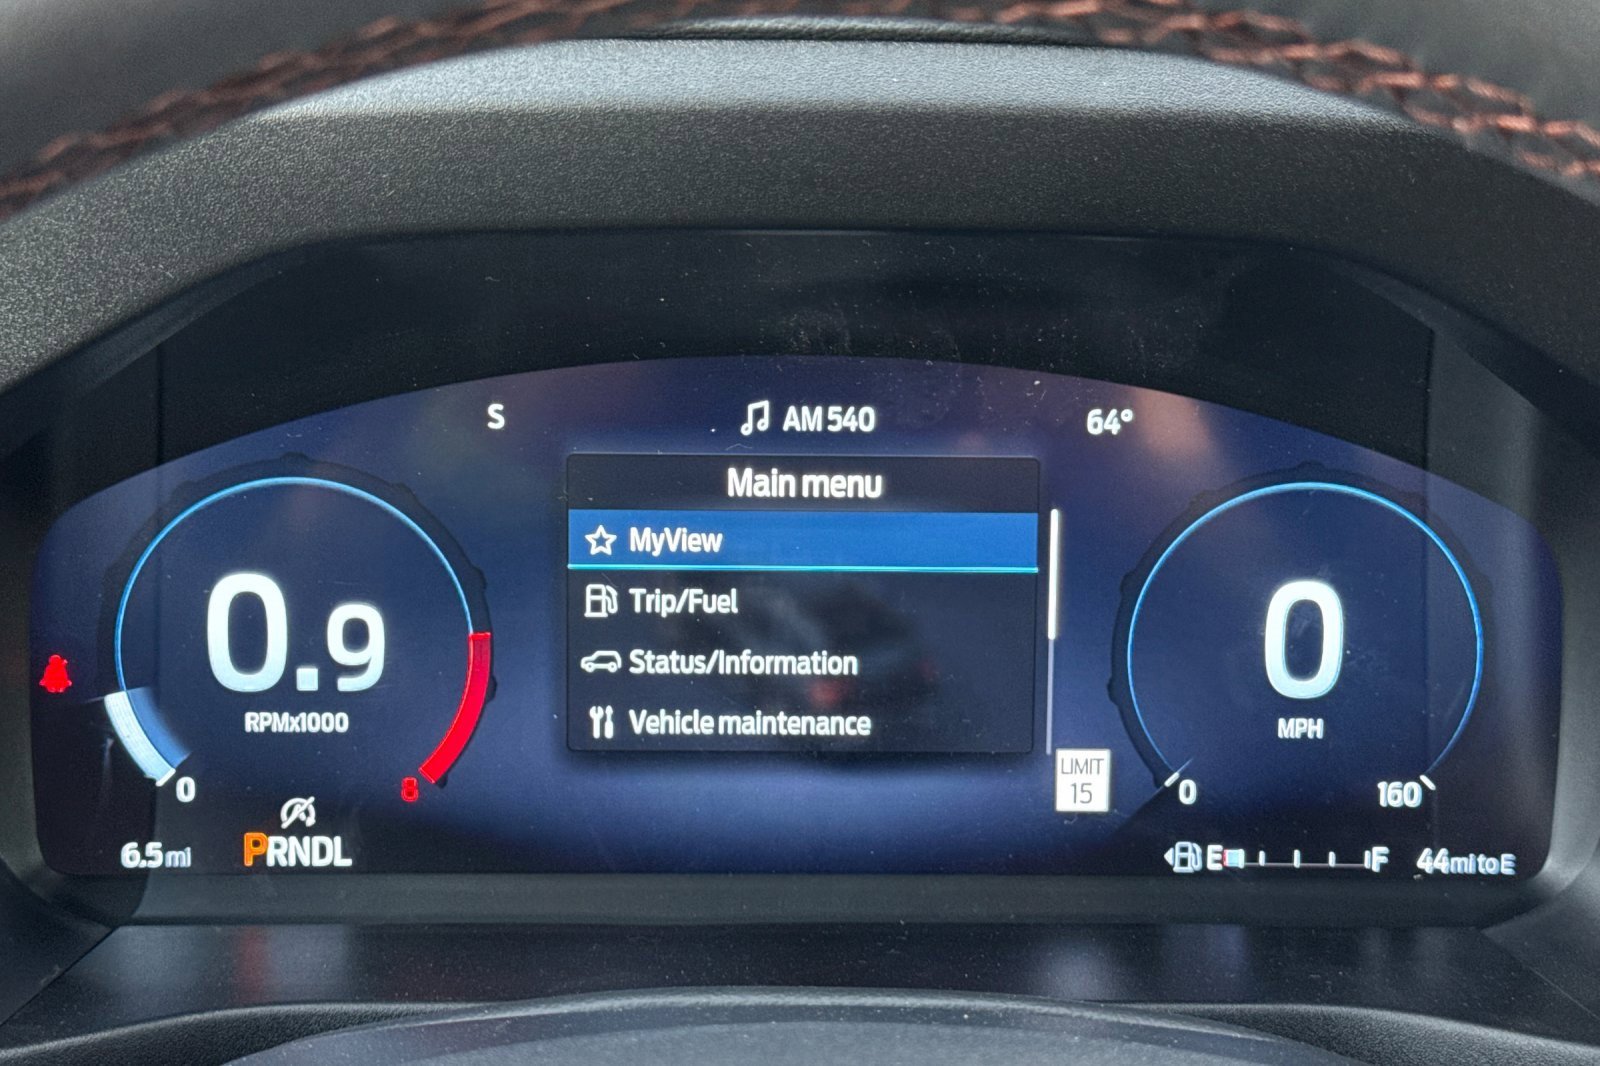 S
AM 540
64°
Main menu
MyView
Trip/Fuel
Status/Information
Vehicle maintenance
0.9
RPMx1000
0
8
0
MPH
0
160
LIMIT
15
6.5 mi
PRNDL
E
F
44 mi to E